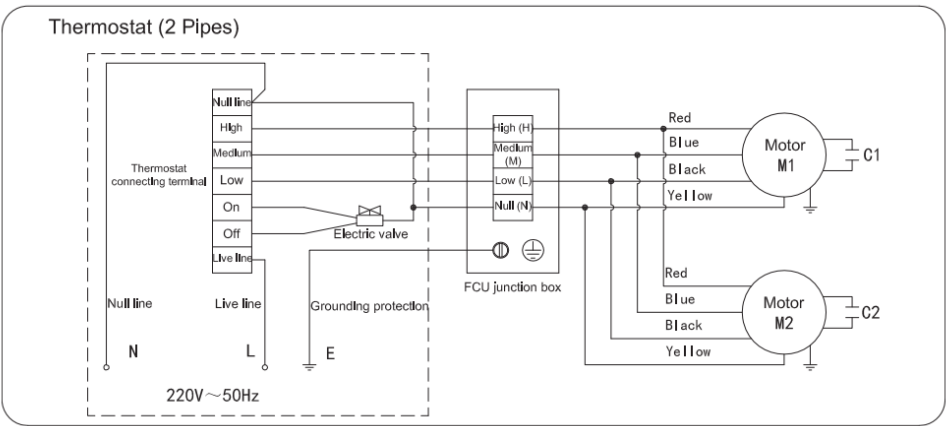 Thermostat (2 Pipes)
Null line
High
Medium
Low
On
Off
Live line
Thermostat
connecting terminal
Electric valve
Null line
Live line
Grounding protection
N
L
E
220V～50Hz
High (H)
Medium
(M)
Low (L)
Null (N)
FCU junction box
Red
Blue
Black
Yellow
Motor
M1
C1
Red
Blue
Black
Yellow
Motor
M2
C2